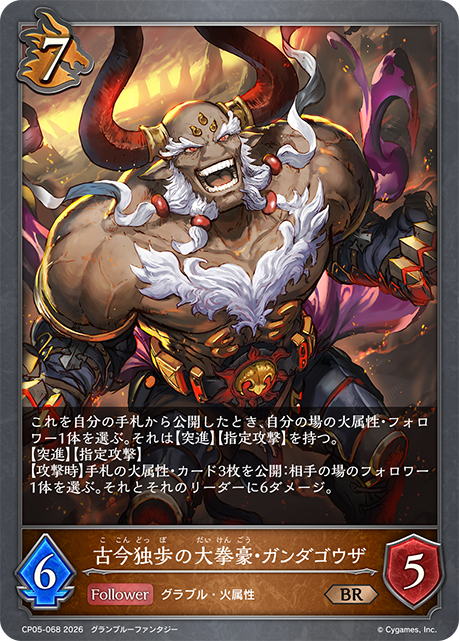 7
これを自分の手札から公開したとき、自分の場の火属性・フォロ
ワー1体を選ぶ。それは【突進】【指定攻撃】を持つ。
【突進】【指定攻撃】
【攻撃時】手札の火属性・カード3枚を公開：相手の場のフォロワー
1体を選ぶ。それとそれのリーダーに6ダメージ。
ここんどっぽ だいけんごう
古今独歩の大拳豪・ガンダゴウザ
6
5
Follower グラブル・火属性 BR
CP05-068 2026 グランブルーファンタジー © Cygames, Inc.